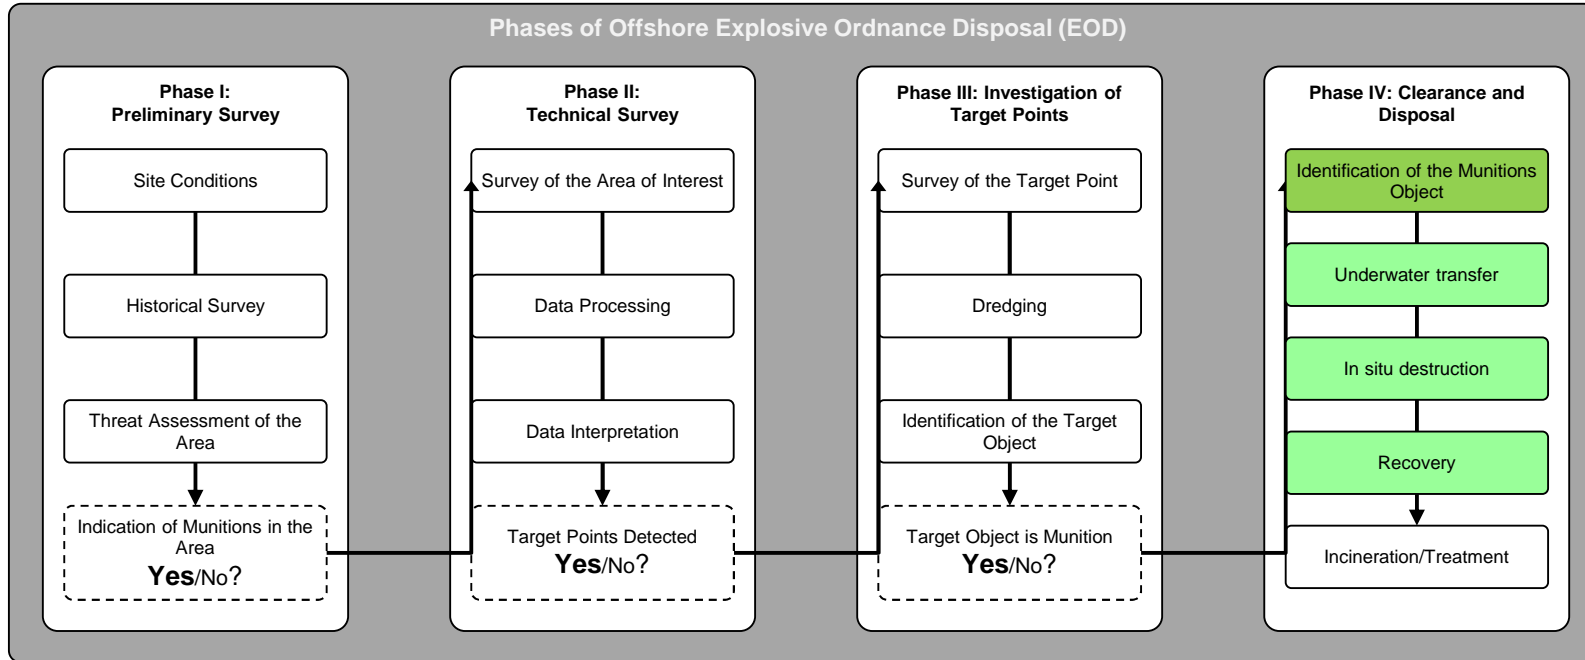 Phases of Offshore Explosive Ordnance Disposal (EOD)
Phase I:
Preliminary Survey
Site Conditions
Historical Survey
Threat Assessment of the
Area
Indication of Munitions in the
Area
Yes/No?
Phase II:
Technical Survey
Survey of the Area of Interest
Data Processing
Data Interpretation
Target Points Detected
Yes/No?
Phase III: Investigation of
Target Points
Survey of the Target Point
Dredging
Identification of the Target
Object
Target Object is Munition
Yes/No?
Phase IV: Clearance and
Disposal
Identification of the Munitions
Object
Underwater transfer
In situ destruction
Recovery
Incineration/Treatment